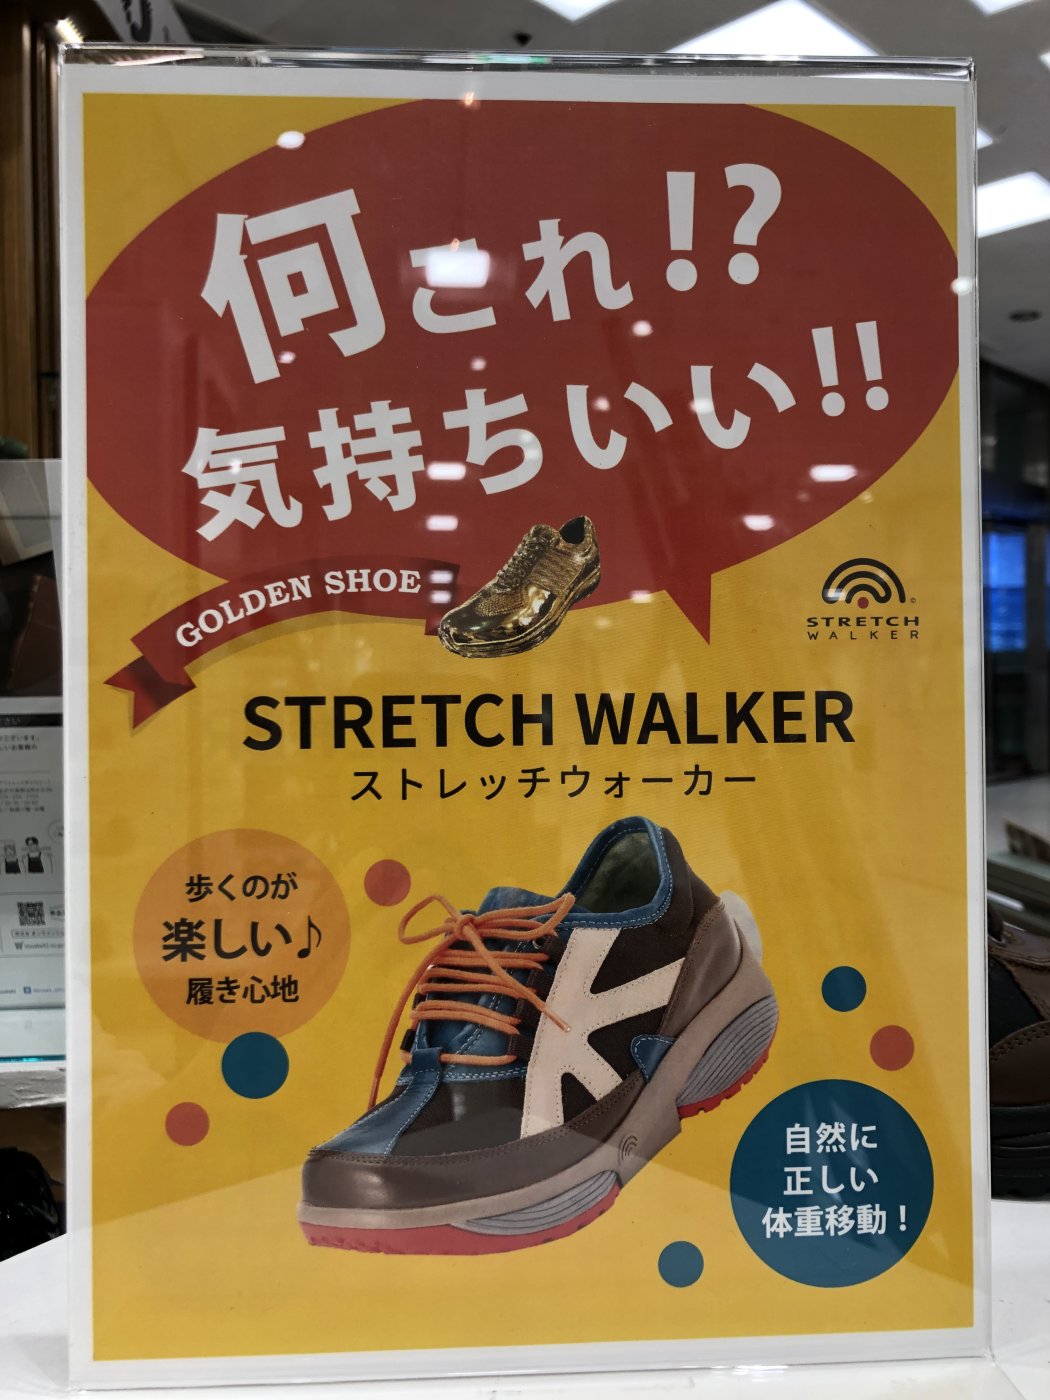 何これ!?
気持ちいい!!
GOLDEN SHOE
STRETCH
WALKER
STRETCH WALKER
ストレッチウォーカー
歩くのが
楽しい♪
履き心地
自然に
正しい
体重移動！